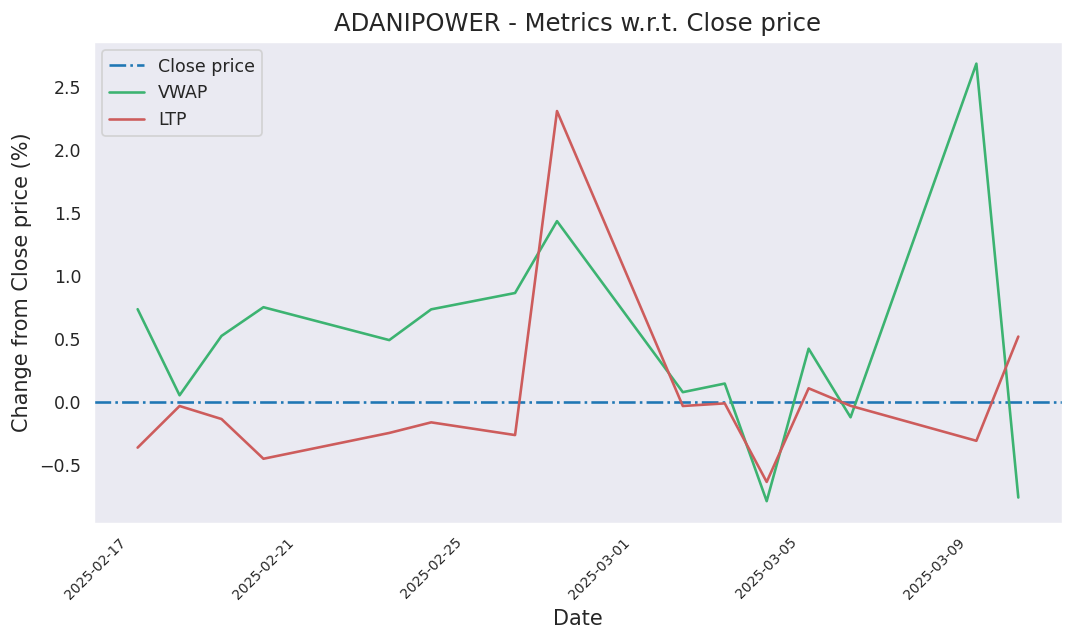 ADANIPOWER - Metrics w.r.t. Close price
Close price
VWAP
LTP
Change from Close price (%)
2.5
2.0
1.5
1.0
0.5
0.0
−0.5
2025-02-17
2025-02-21
2025-02-25
2025-03-01
2025-03-05
2025-03-09
Date